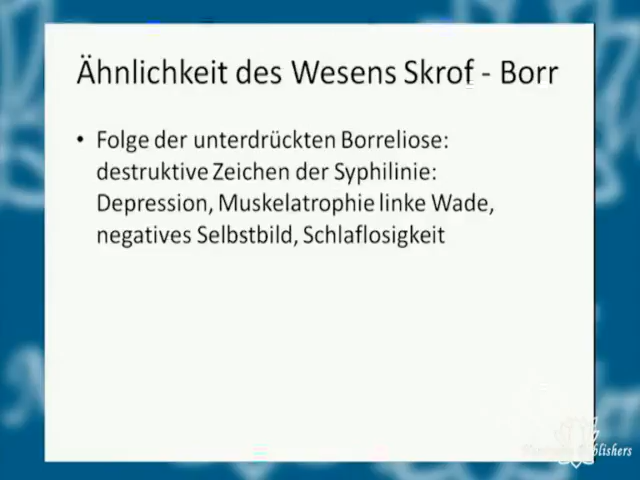 Ähnlichkeit des Wesens Skrof - Borr
• Folge der unterdrückten Borreliose:
destruktive Zeichen der Syphilinie:
Depression, Muskelatrophie linke Wade,
negatives Selbstbild, Schlaflosigkeit